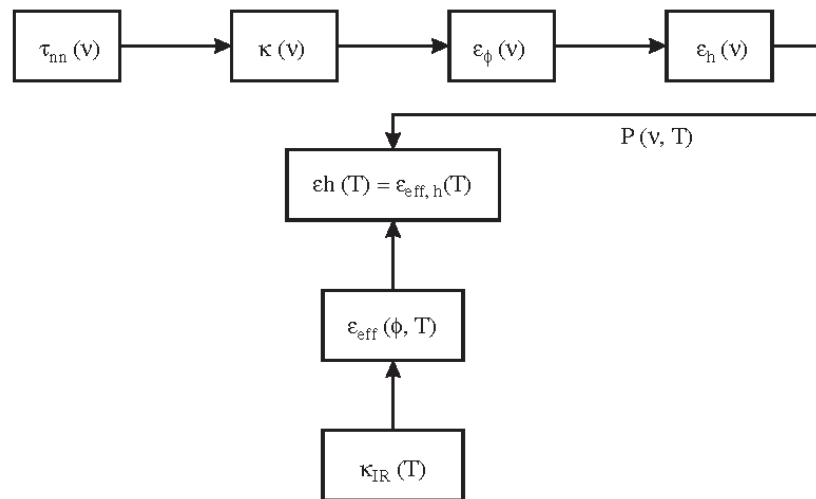 τnn (ν)
κ (ν)
εϕ (ν)
εh (ν)
P (ν, T)
εh (T) = εeff, h(T)
εeff (ϕ, T)
κIR (T)